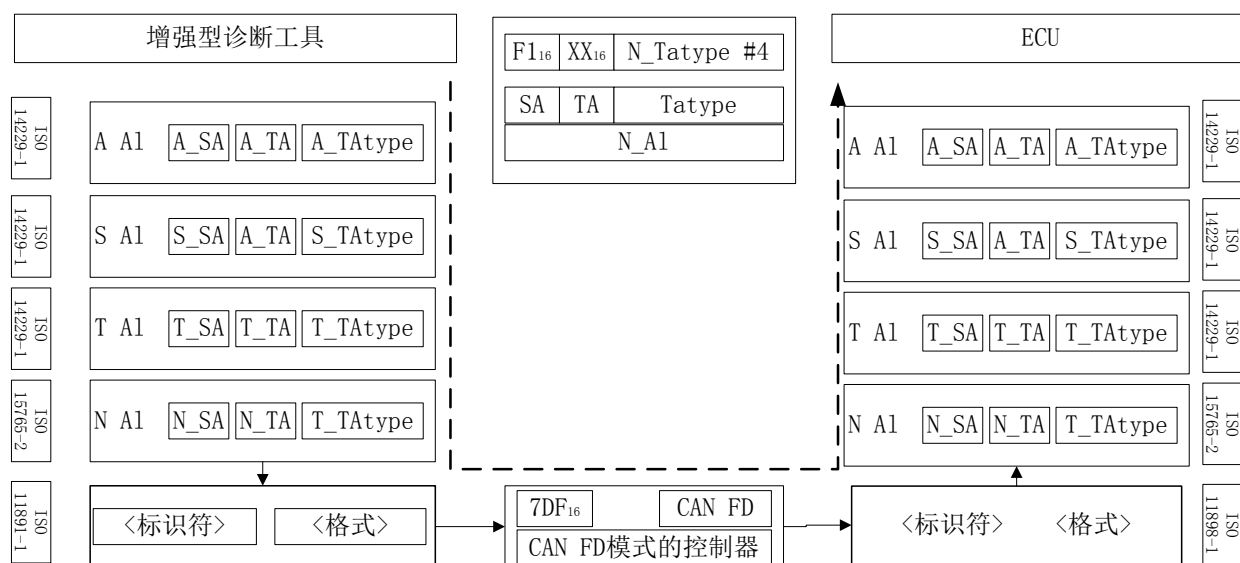 增强型诊断工具
F1₁₆ XX₁₆ N_Tatype #4
SA TA Tatype
N_Al
ECU
ISO 14229-1
A Al A_SA A_TA A_TAtype
ISO 14229-1
S Al S_SA A_TA S_TAtype
ISO 14229-1
T Al T_SA T_TA T_TAtype
ISO 15765-2
N Al N_SA N_TA T_TAtype
ISO 11891-1
<标识符> <格式>
7DF₁₆ CAN FD
CAN FD模式的控制器
A Al A_SA A_TA A_TAtype
ISO 14229-1
S Al S_SA A_TA S_TAtype
ISO 14229-1
T Al T_SA T_TA T_TAtype
ISO 14229-1
N Al N_SA N_TA T_TAtype
ISO 15765-2
<标识符> <格式>
ISO 11898-1